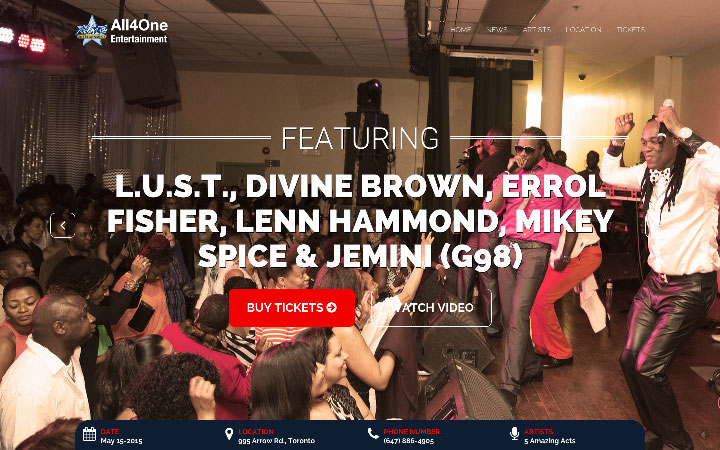 All4One
Entertainment
HOME NEWS ARTISTS LOCATION TICKETS
FEATURING
L.U.S.T., DIVINE BROWN, ERROL
FISHER, LENN HAMMOND, MIKEY
SPICE & JEMINI (G98)
BUY TICKETS WATCH VIDEO
DATE
May 15-2015
LOCATION
995 Arrow Rd., Toronto
PHONE NUMBER
(647) 886-4905
ARTISTS
5 Amazing Acts